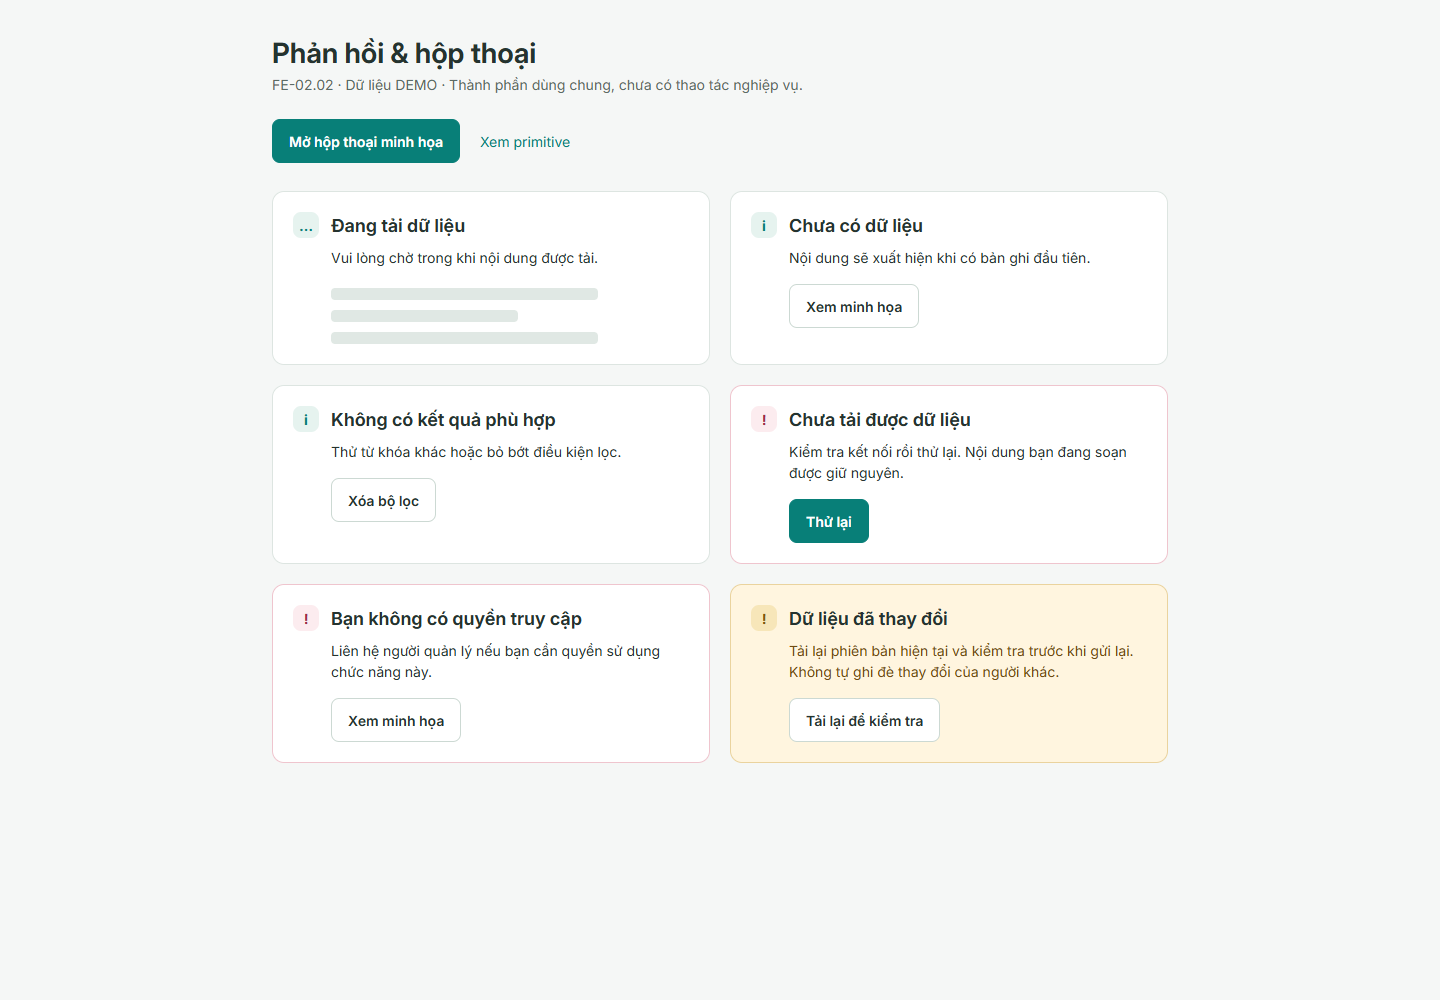 Phản hồi & hộp thoại
FE-02.02 · Dữ liệu DEMO · Thành phần dùng chung, chưa có thao tác nghiệp vụ.
Mở hộp thoại minh họa
Xem primitive
... Đang tải dữ liệu
Vui lòng chờ trong khi nội dung được tải.
i Chưa có dữ liệu
Nội dung sẽ xuất hiện khi có bản ghi đầu tiên.
Xem minh họa
i Không có kết quả phù hợp
Thử từ khóa khác hoặc bỏ bớt điều kiện lọc.
Xóa bộ lọc
! Chưa tải được dữ liệu
Kiểm tra kết nối rồi thử lại. Nội dung bạn đang soạn
được giữ nguyên.
Thử lại
! Bạn không có quyền truy cập
Liên hệ người quản lý nếu bạn cần quyền sử dụng
chức năng này.
Xem minh họa
! Dữ liệu đã thay đổi
Tải lại phiên bản hiện tại và kiểm tra trước khi gửi lại.
Không tự ghi đè thay đổi của người khác.
Tải lại để kiểm tra